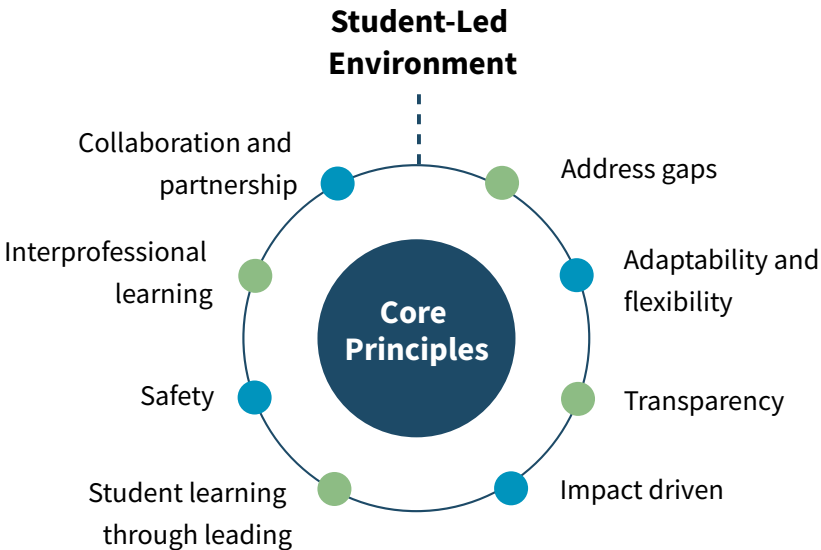 Student-Led
Environment
Collaboration and
partnership
Address gaps
Interprofessional
learning
Adaptability and
flexibility
Core
Principles
Safety
Transparency
Student learning
through leading
Impact driven